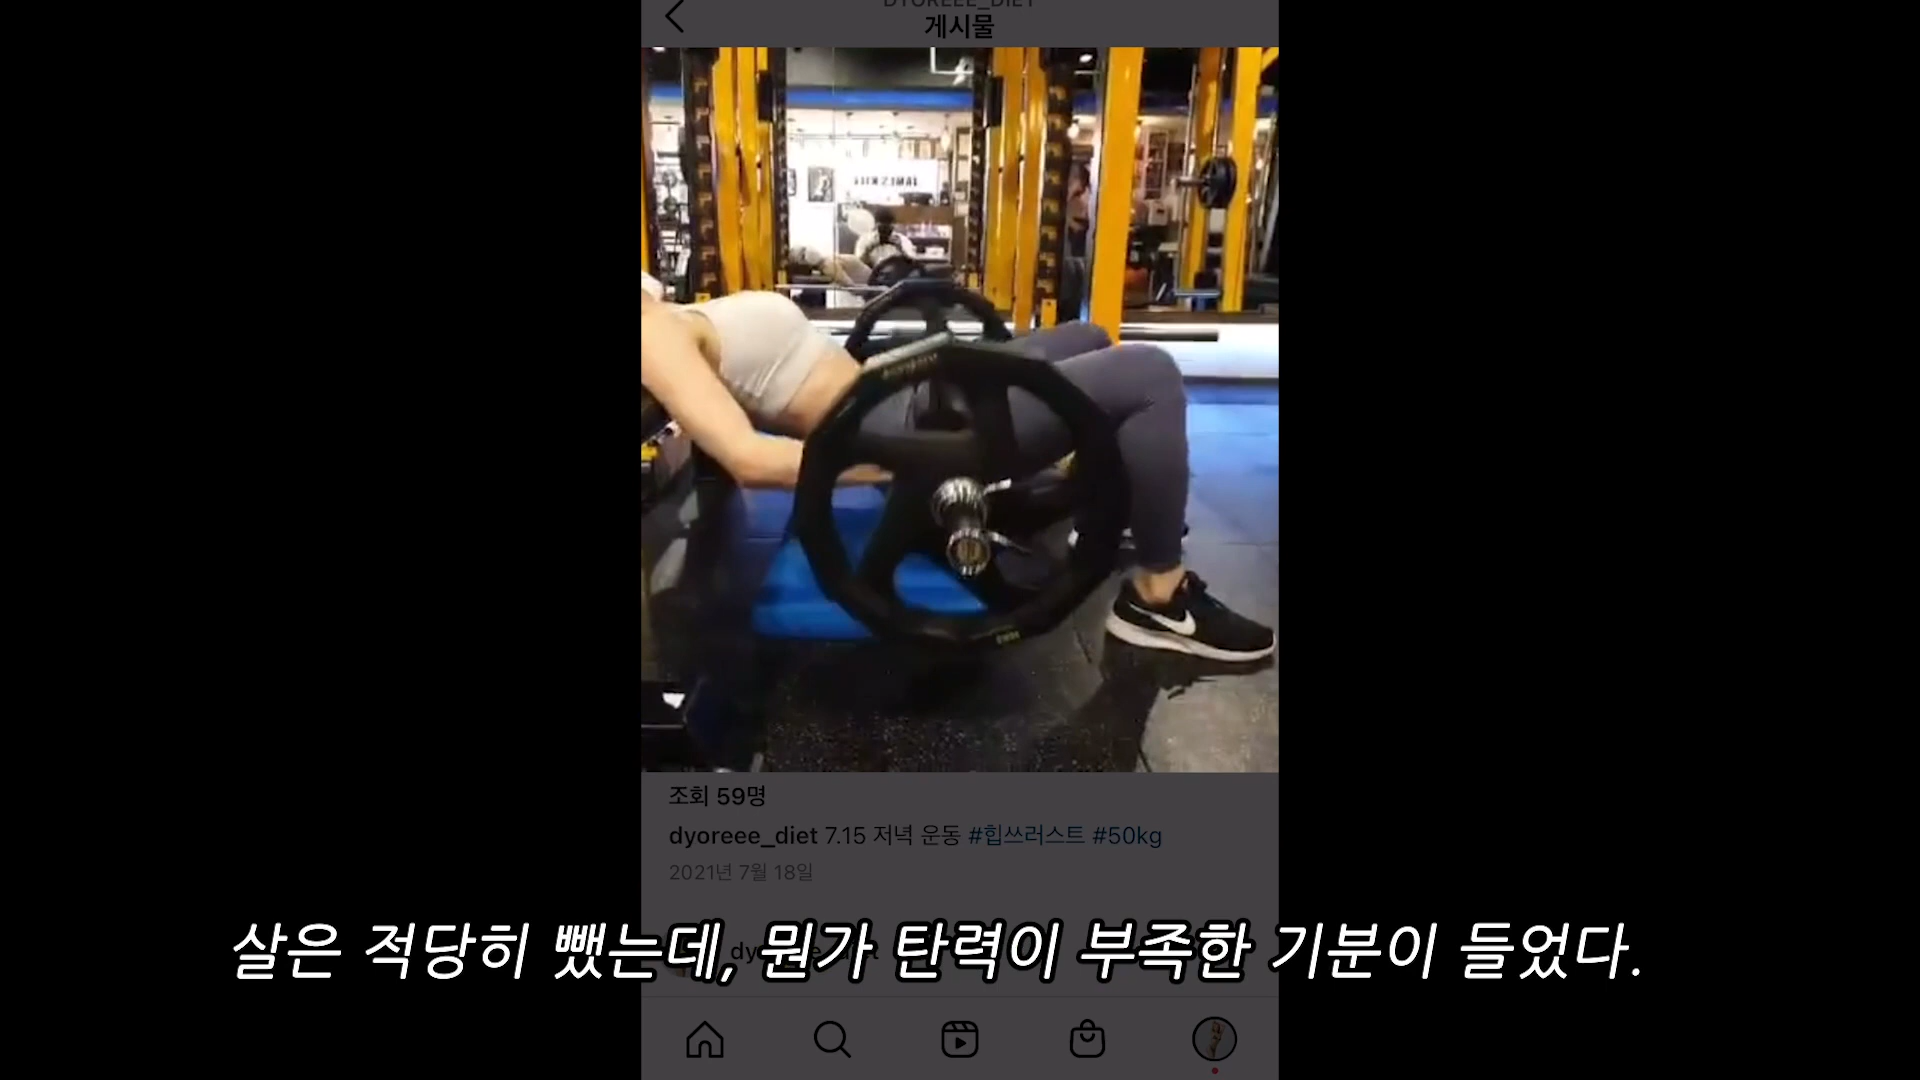 DYOREEE_DIET
게시물
조회 59명
dyoreee_diet 7.15 저녁 운동 #힙쓰러스트 #50kg
2021년 7월 18일
살은 적당히 뺐는데, 뭔가 탄력이 부족한 기분이 들었다.